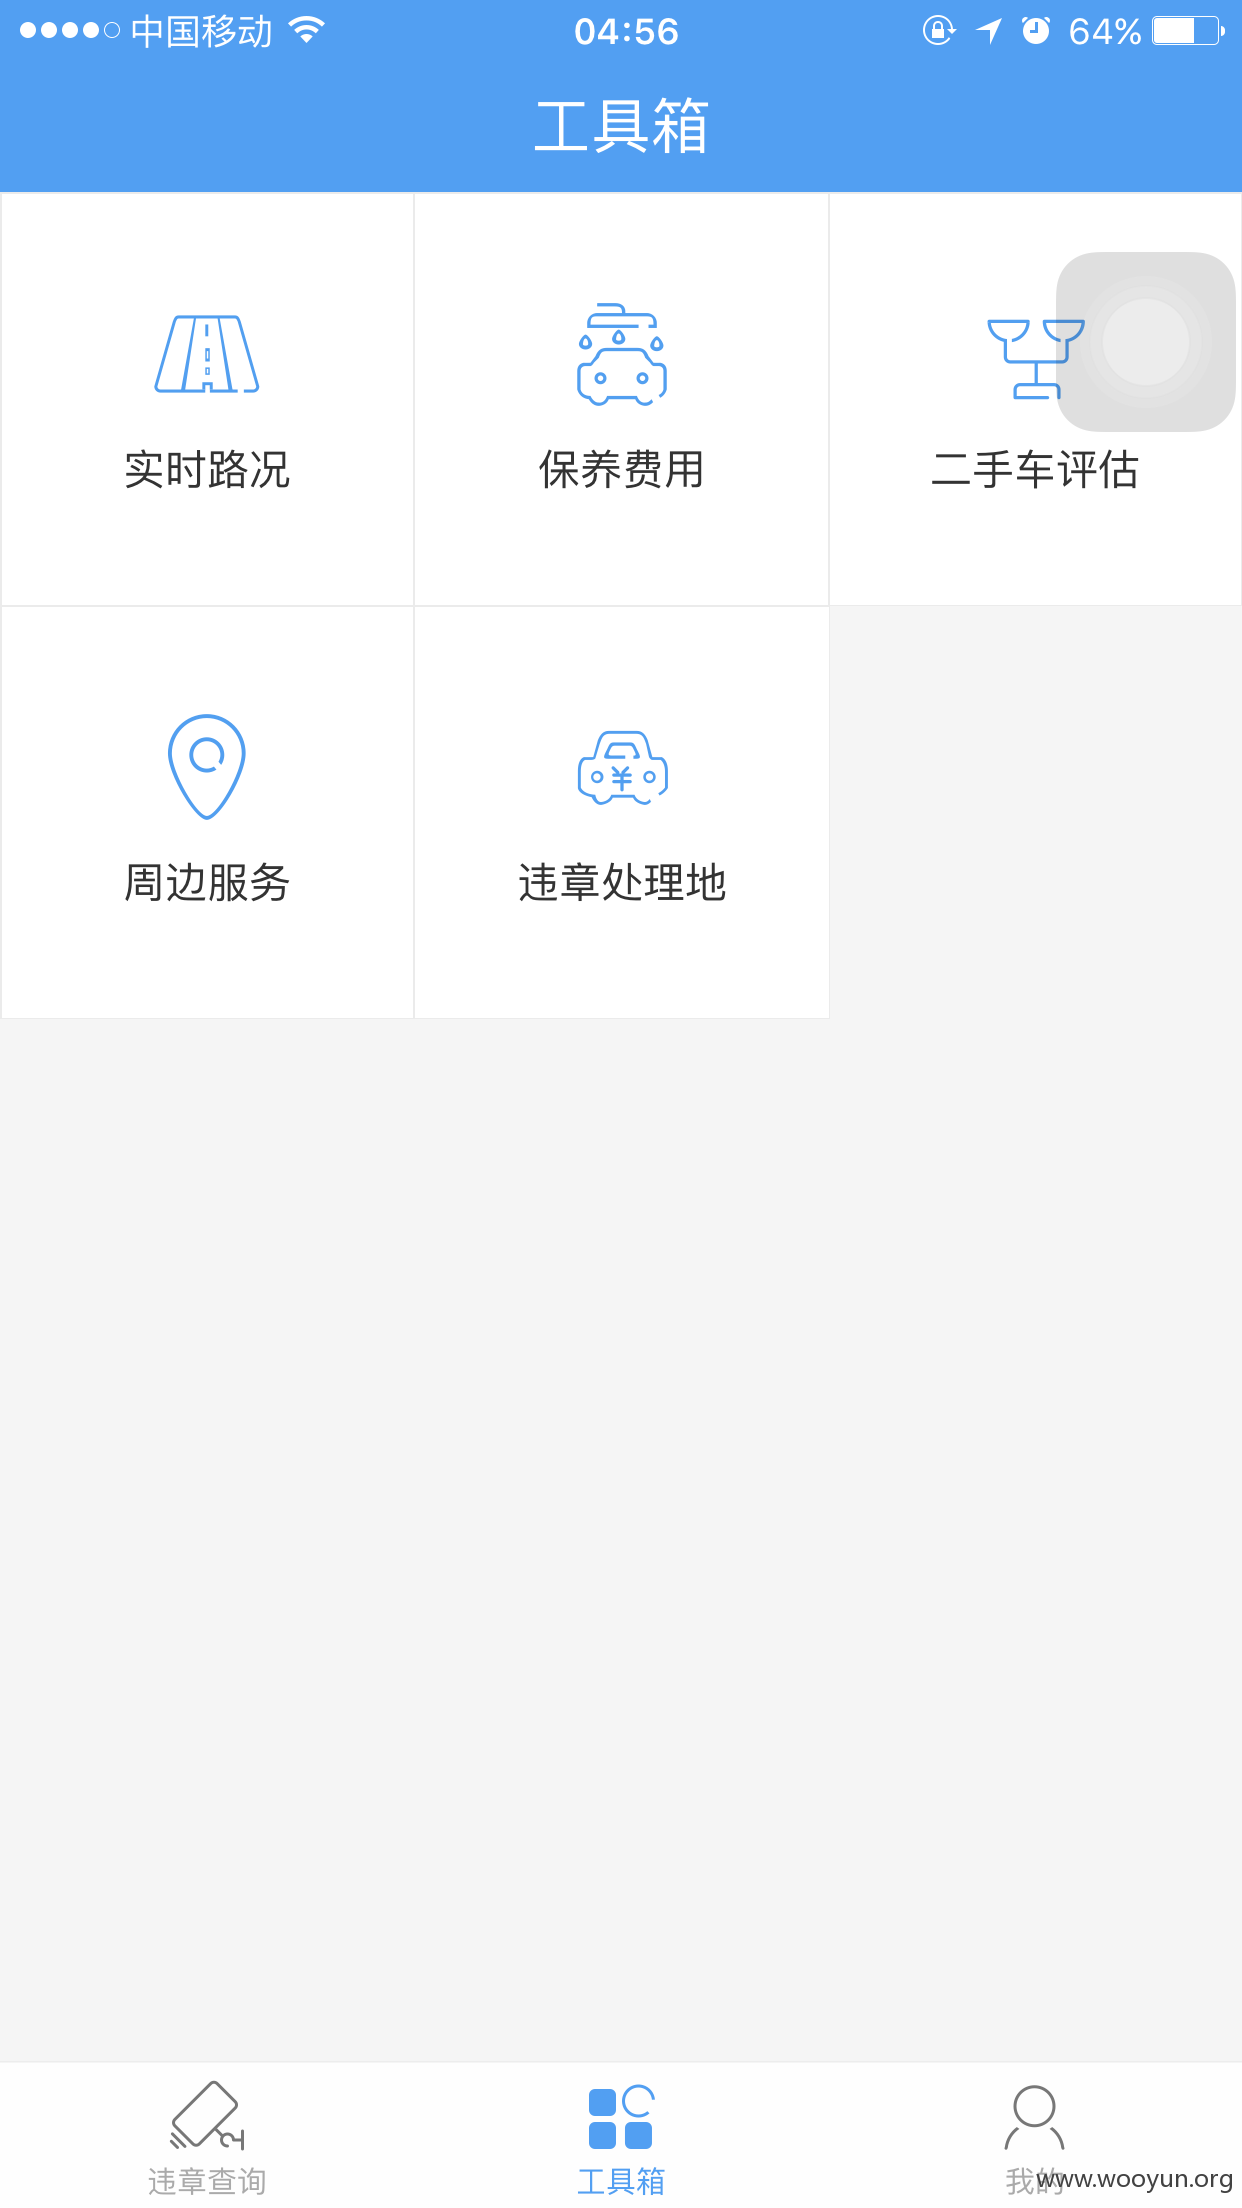 中国移动 04:56 64%
工具箱
实时路况 保养费用 二手车评估
周边服务 违章处理地
违章查询 工具箱 我的
www.wooyun.org